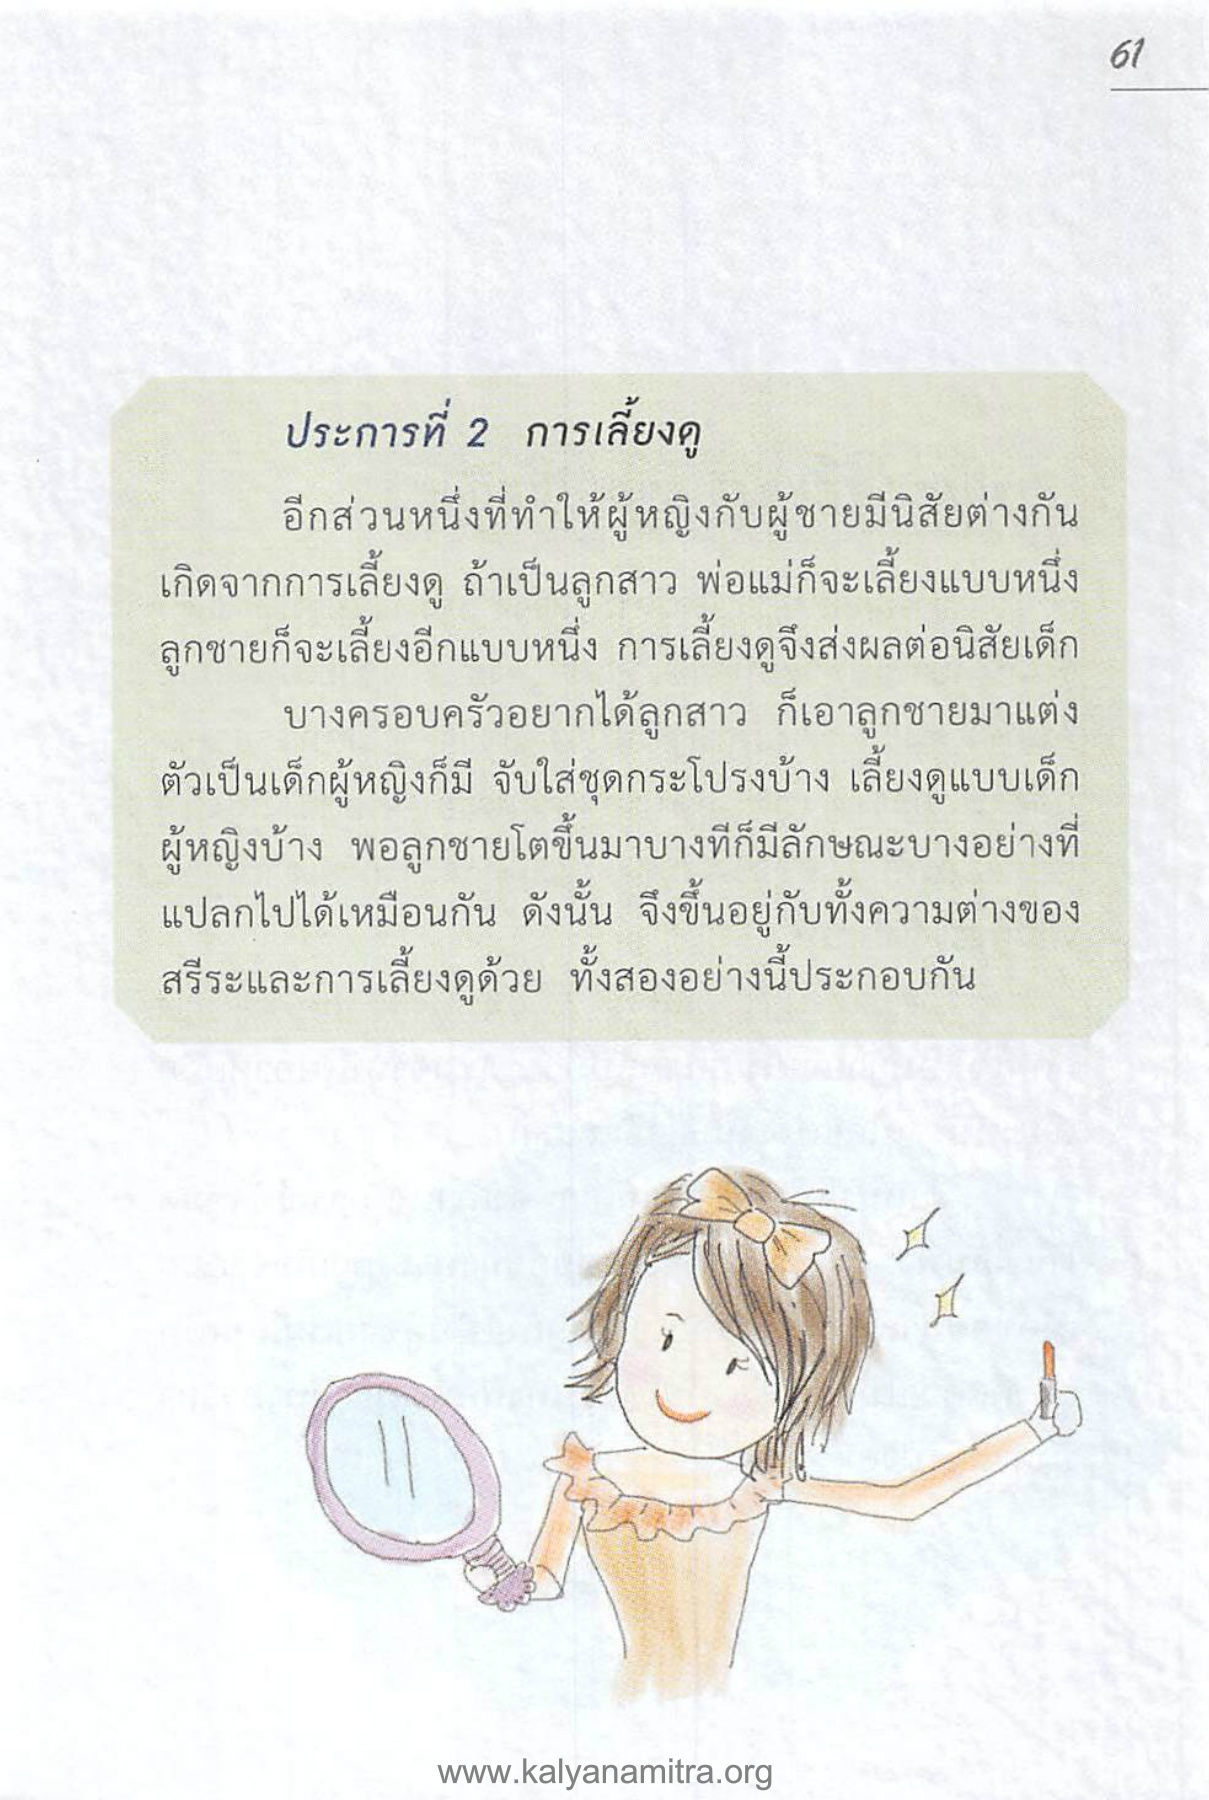 61
ประการที่ 2 การเลี้ยงดู
อีกส่วนหนึ่งที่ทำให้ผู้หญิงกับผู้ชายมีนิสัยต่างกัน
เกิดจากการเลี้ยงดู ถ้าเป็นลูกสาว พ่อแม่ก็จะเลี้ยงแบบหนึ่ง
ลูกชายก็จะเลี้ยงอีกแบบหนึ่ง การเลี้ยงดูจึงส่งผลต่อนิสัยเด็ก
บางครอบครัวอยากได้ลูกสาว ก็เอาลูกชายมาแต่ง
ตัวเป็นเด็กผู้หญิงก็มี จับใส่ชุดกระโปรงบ้าง เลี้ยงดูแบบเด็ก
ผู้หญิงบ้าง พอลูกชายโตขึ้นมาบางทีก็มีลักษณะบางอย่างที่
แปลกไปได้เหมือนกัน ดังนั้น จึงขึ้นอยู่กับทั้งความต่างของ
สรีระและการเลี้ยงดูด้วย ทั้งสองอย่างนี้ประกอบกัน
www.kalyanamitra.org